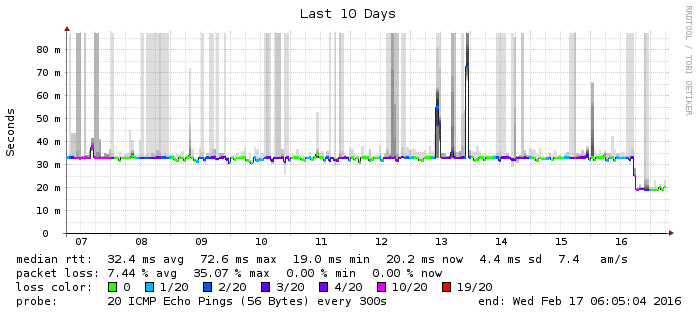 Last 10 Days
RRDTOOL / TOBI OETIKER
Seconds
80 m
70 m
60 m
50 m
40 m
30 m
20 m
10 m
0
07 08 09 10 11 12 13 14 15 16
median rtt: 32.4 ms avg 72.6 ms max 19.0 ms min 20.2 ms now 4.4 ms sd 7.4 am/s
packet loss: 7.44 % avg 35.07 % max 0.00 % min 0.00 % now
loss color: 0 1/20 2/20 3/20 4/20 10/20 19/20
probe: 20 ICMP Echo Pings (56 Bytes) every 300s end: Wed Feb 17 06:05:04 2016